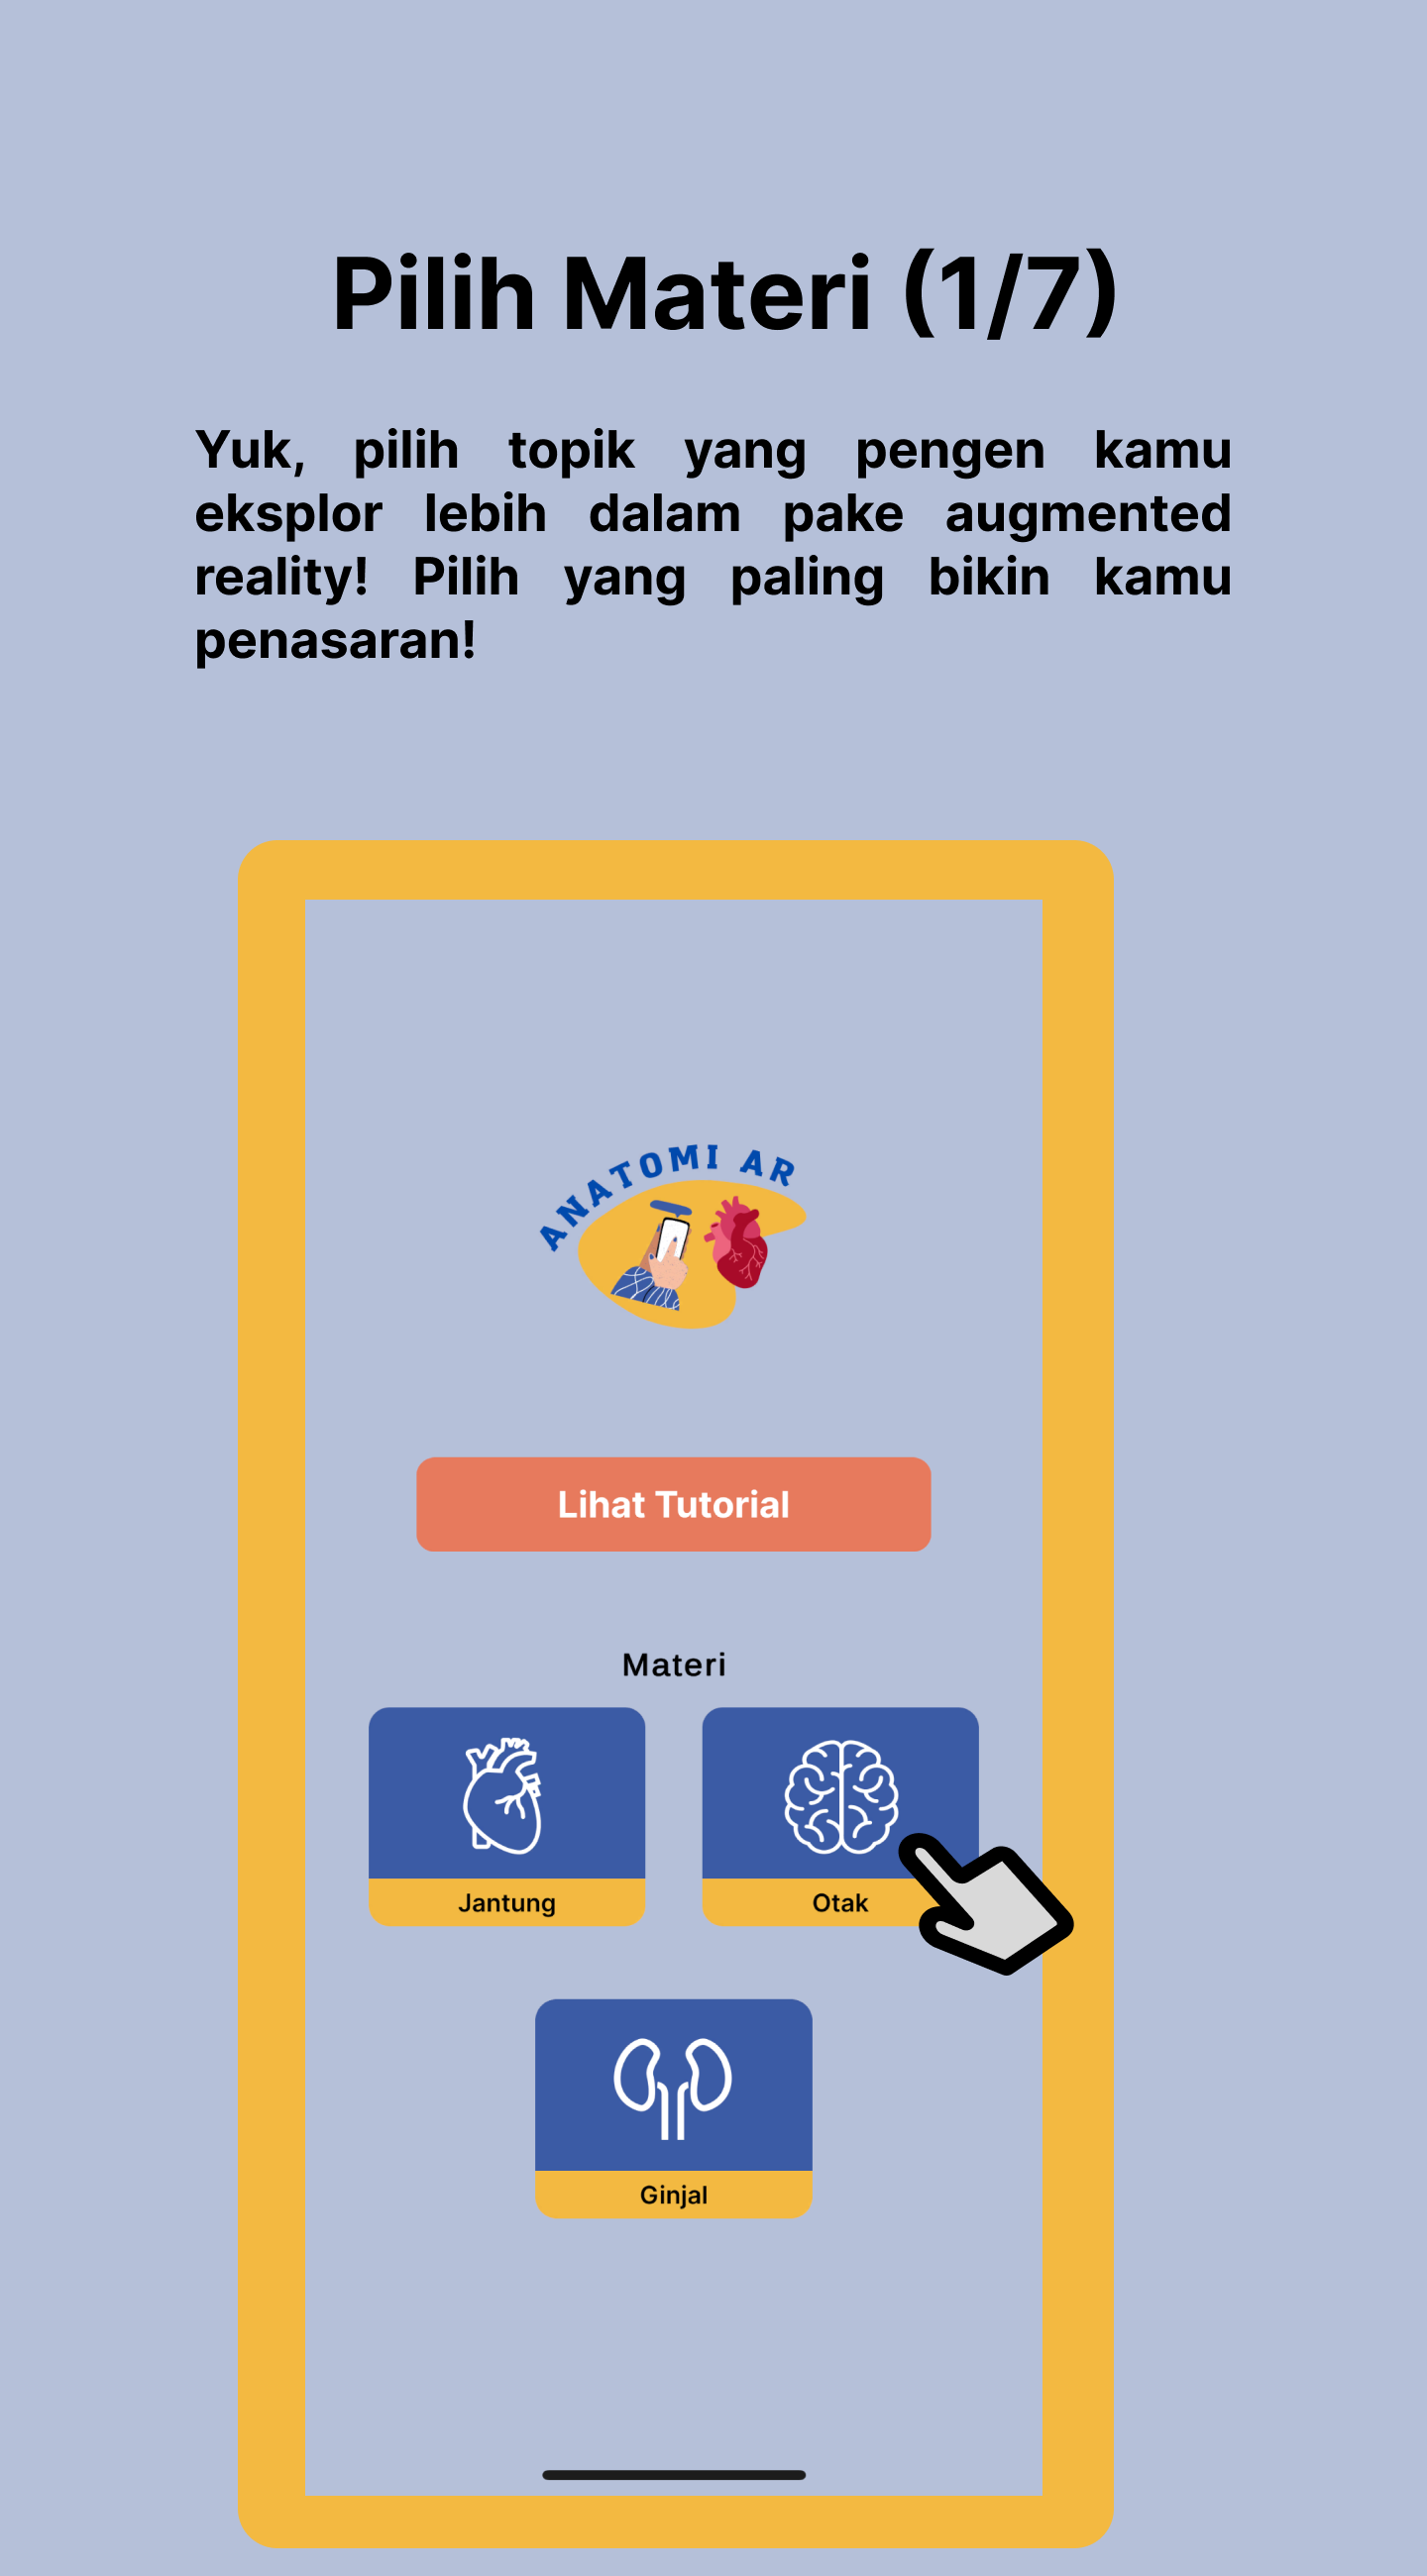 Pilih Materi (1/7)
Yuk, pilih topik yang pengen kamu
eksplor lebih dalam pake augmented
reality! Pilih yang paling bikin kamu
penasaran!
ANATOMI AR
Lihat Tutorial
Materi
Jantung
Otak
Ginjal